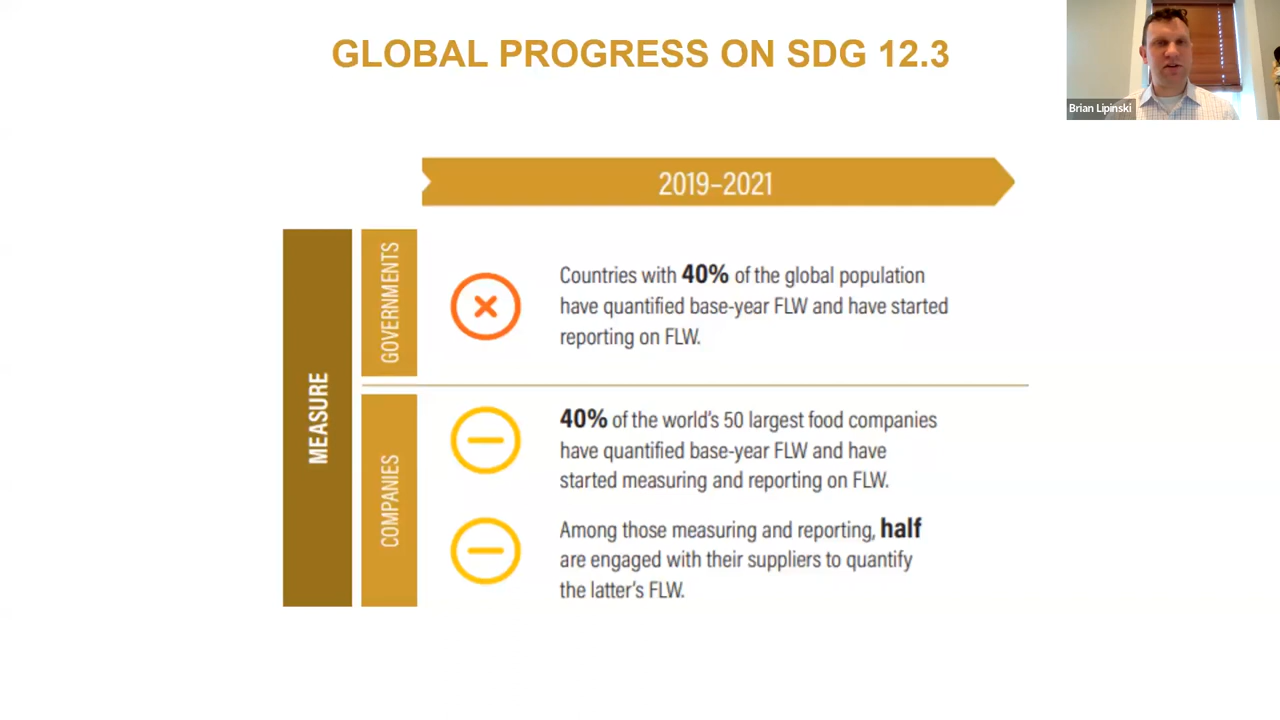 GLOBAL PROGRESS ON SDG 12.3
Brian Lipinski
2019–2021
MEASURE
GOVERNMENTS
Countries with 40% of the global population
have quantified base-year FLW and have started
reporting on FLW.
COMPANIES
40% of the world's 50 largest food companies
have quantified base-year FLW and have
started measuring and reporting on FLW.
Among those measuring and reporting, half
are engaged with their suppliers to quantify
the latter's FLW.